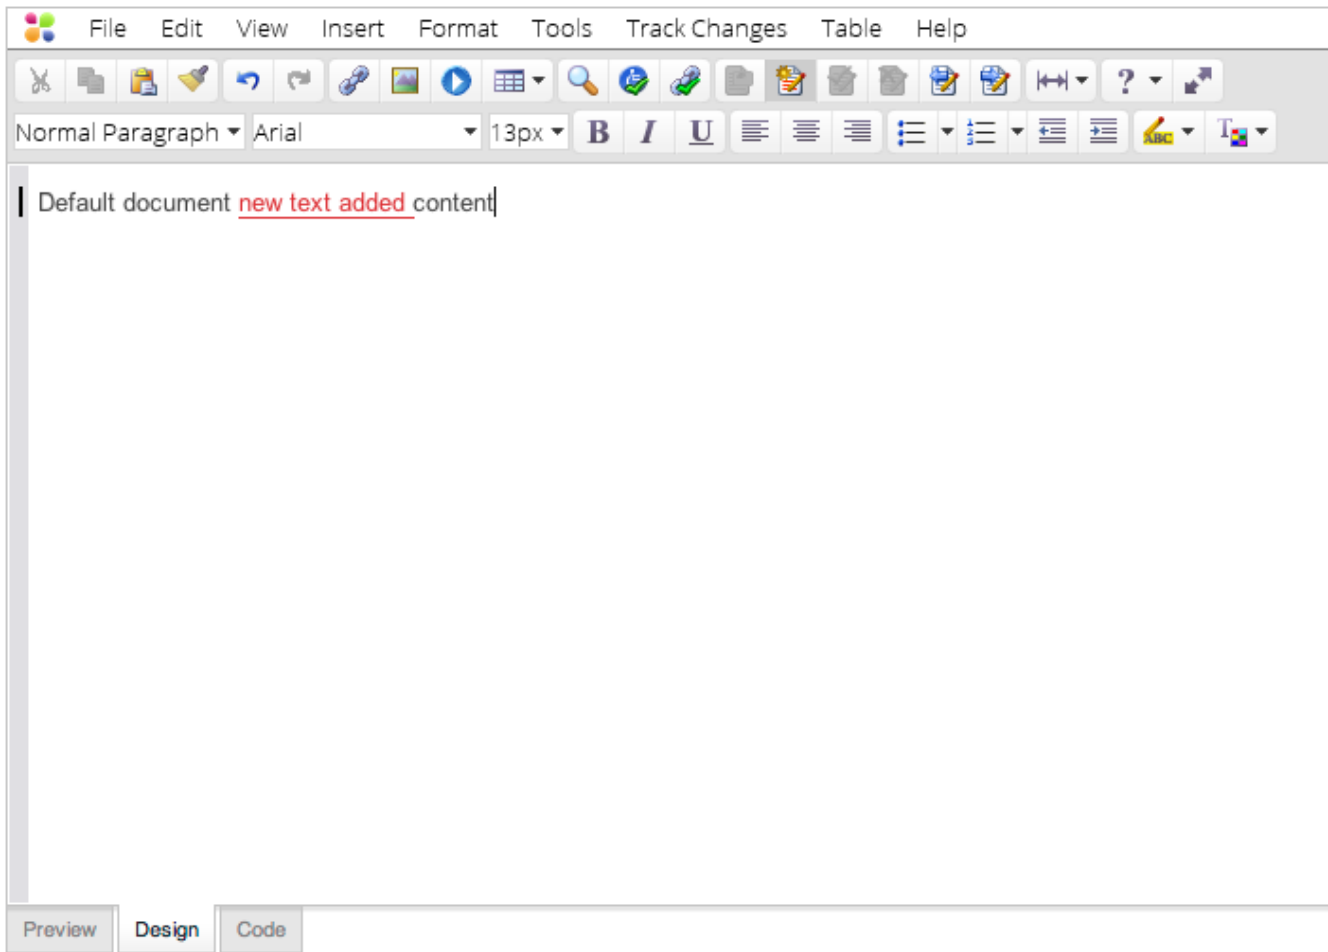 File Edit View Insert Format Tools Track Changes Table Help
?
Normal Paragraph Arial 13px B I U ABC T
Default document new text added content
Preview Design Code